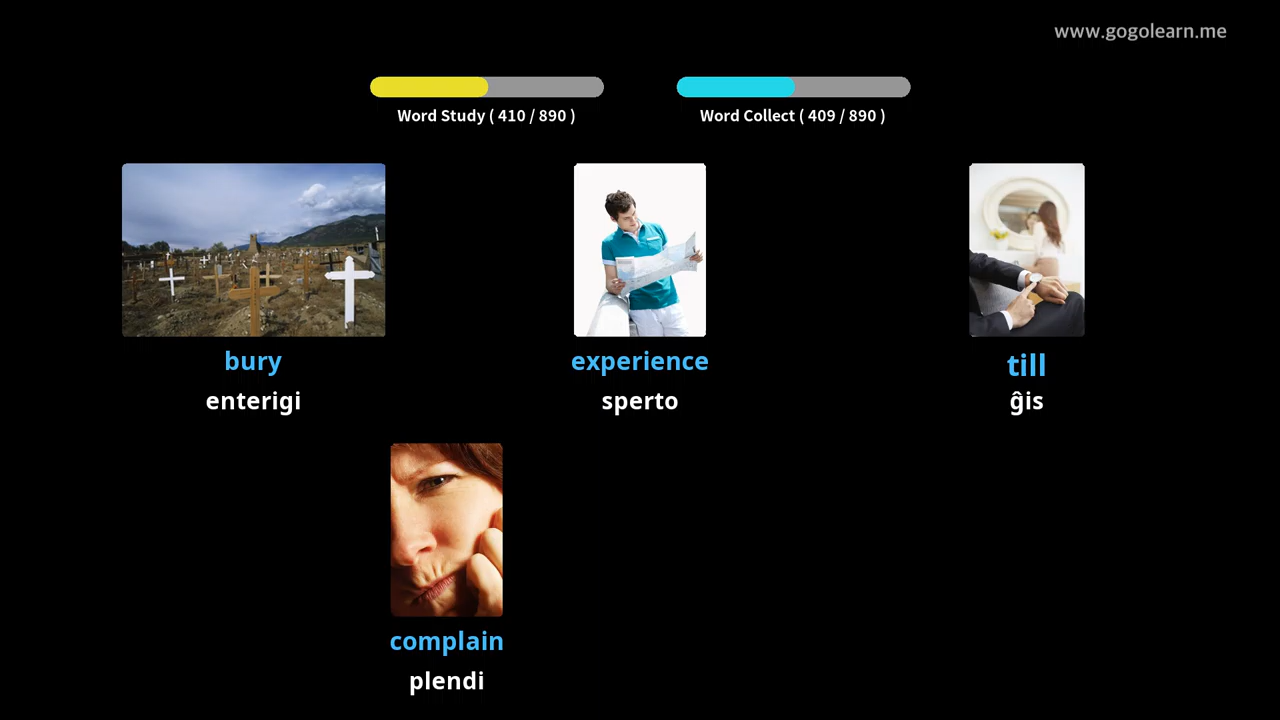 www.gogolearn.me
Word Study ( 410 / 890 )
Word Collect ( 409 / 890 )
bury
enterigi
experience
sperto
till
ĝis
complain
plendi